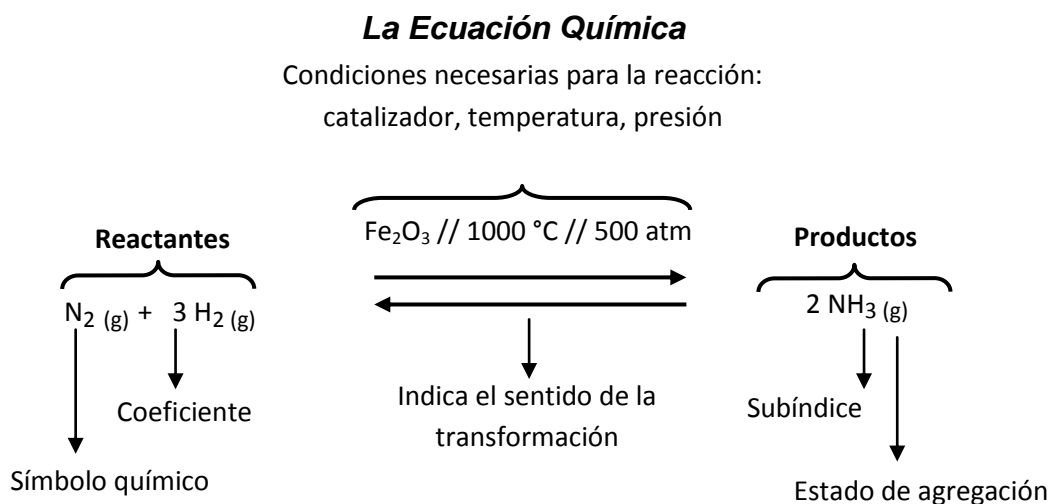 La Ecuación Química
Condiciones necesarias para la reacción:
catalizador, temperatura, presión
Fe₂O₃ // 1000 °C // 500 atm
Reactantes
Productos
N₂ (g) + 3 H₂ (g)
2 NH₃ (g)
Coeficiente
Indica el sentido de la
transformación
Subíndice
Símbolo químico
Estado de agregación